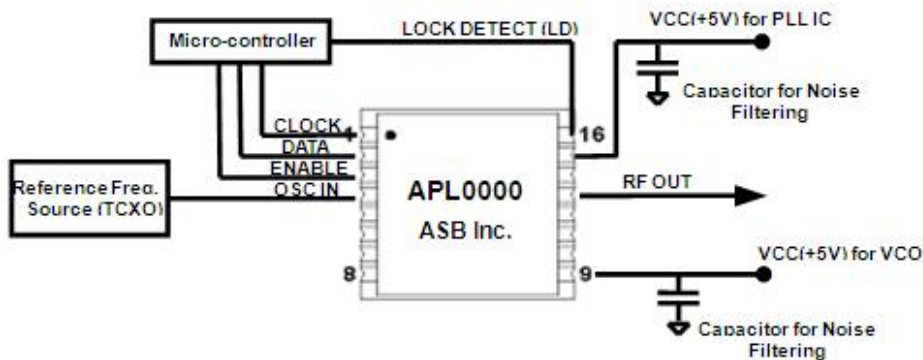 Micro-controller
LOCK DETECT (LD)
VCC(+5V) for PLL IC
Capacitor for Noise
Filtering
CLOCK
1
16
DATA
ENABLE
OSC IN
Reference Freq.
Source (TCXO)
APL0000
ASB Inc.
RF OUT
8
9
VCC(+5V) for VCO
Capacitor for Noise
Filtering